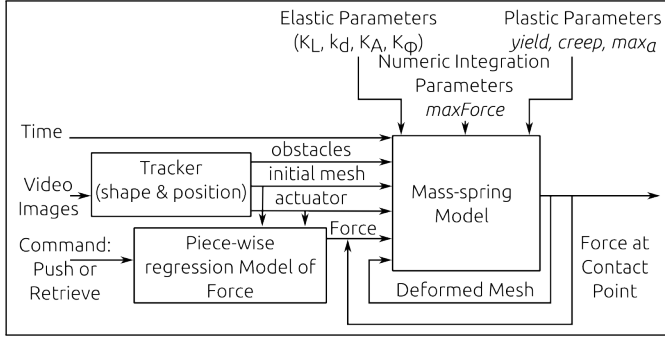 Elastic Parameters
(K_L, k_d, K_A, K_Φ)
Plastic Parameters
yield, creep, max_α
Numeric Integration
Parameters
maxForce
Time
obstacles
Tracker
(shape & position)
initial mesh
actuator
Video
Images
Mass-spring
Model
Command:
Push or
Retrieve
Piece-wise
regression Model of
Force
Force
Deformed Mesh
Force at
Contact
Point